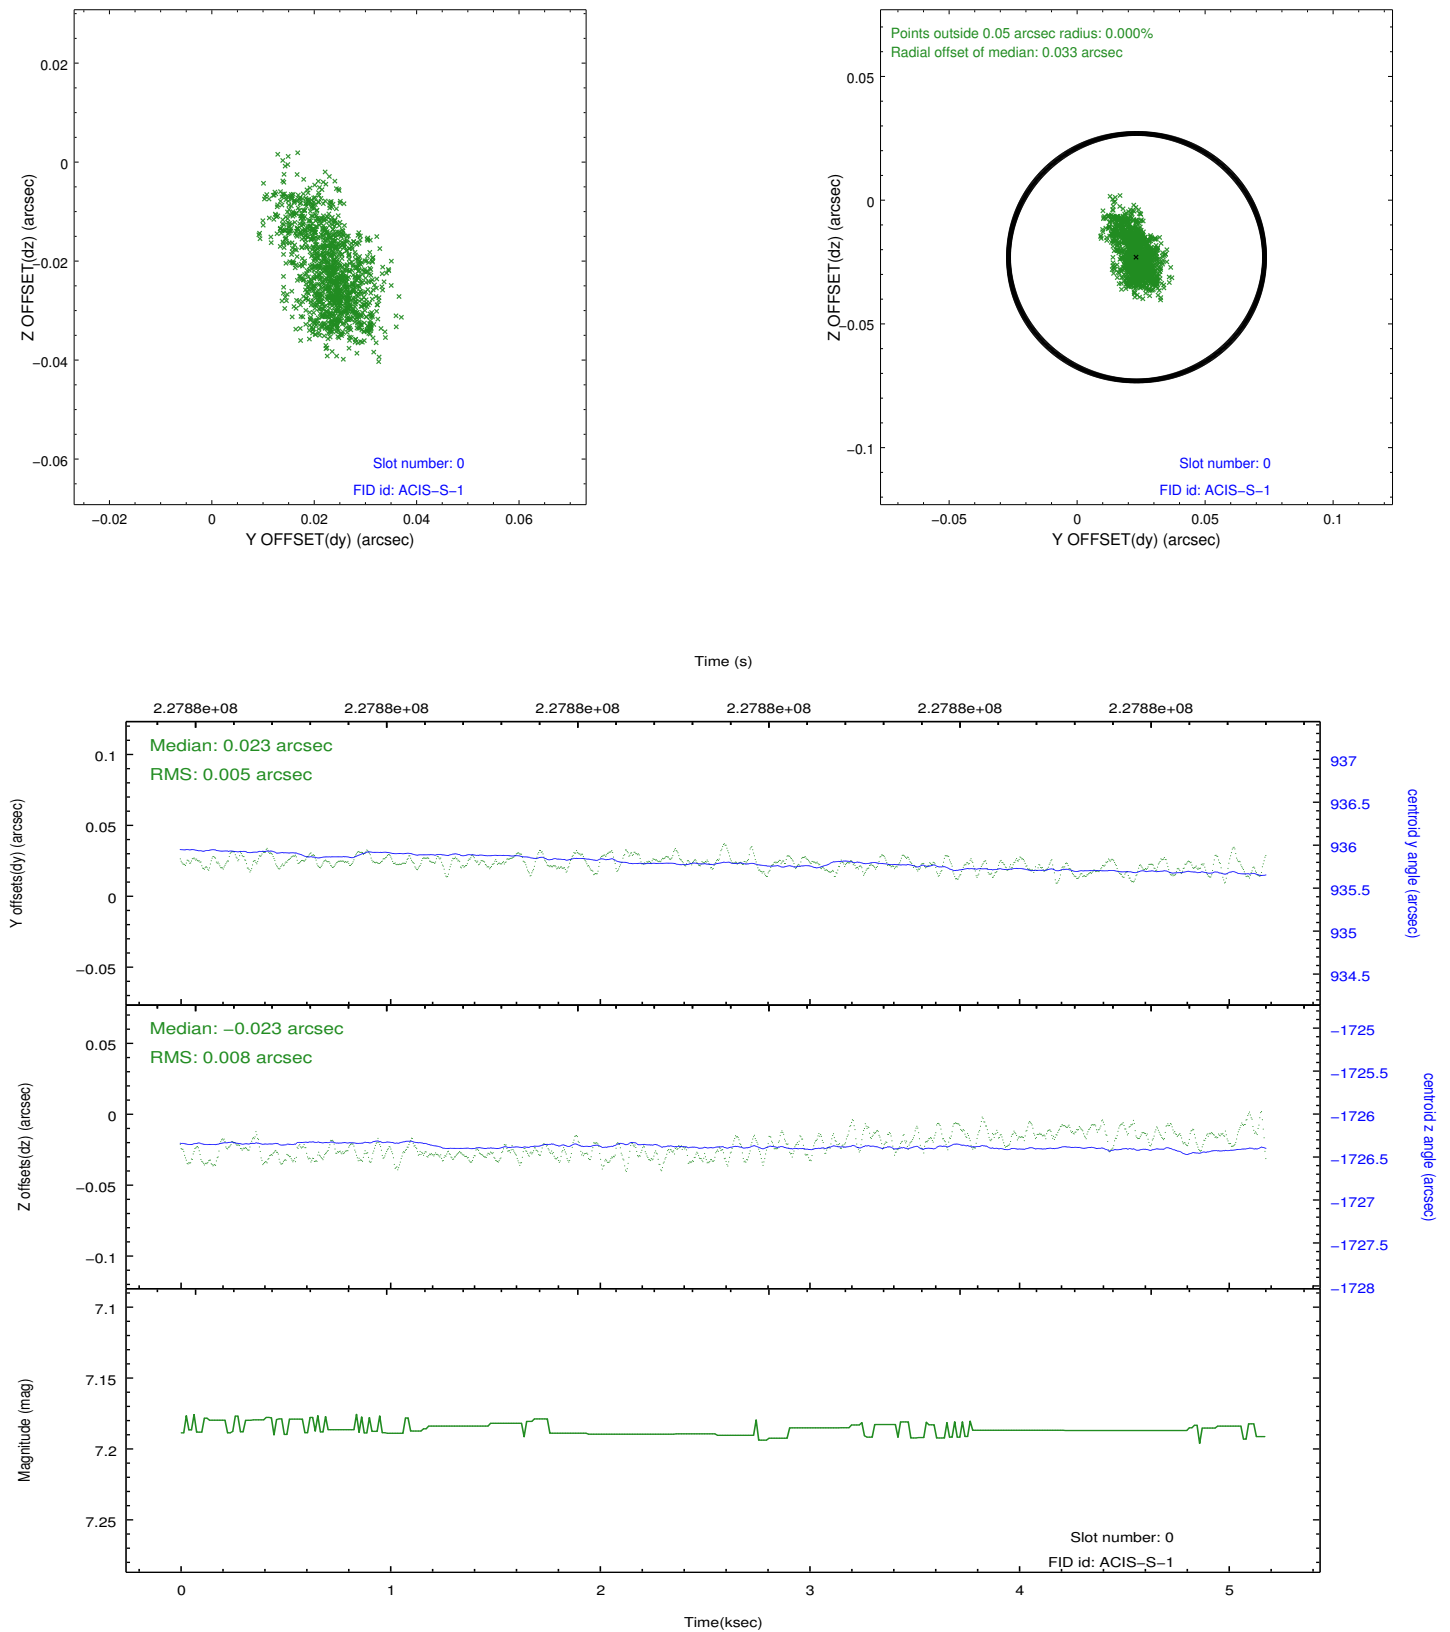 0.02
0
−0.02
−0.04
−0.06
Z OFFSET(dz) (arcsec)
−0.02
0
0.02
0.04
0.06
Y OFFSET(dy) (arcsec)
Slot number: 0
FID id: ACIS−S−1
Points outside 0.05 arcsec radius: 0.000%
Radial offset of median: 0.033 arcsec
0.05
0
−0.05
−0.1
Z OFFSET(dz) (arcsec)
−0.05
0
0.05
0.1
Y OFFSET(dy) (arcsec)
Slot number: 0
FID id: ACIS−S−1
Time (s)
2.2788e+08
2.2788e+08
2.2788e+08
2.2788e+08
2.2788e+08
2.2788e+08
Median: 0.023 arcsec
RMS: 0.005 arcsec
0.1
0.05
0
−0.05
Y offsets(dy) (arcsec)
937
936.5
936
935.5
935
934.5
centroid y angle (arcsec)
Median: −0.023 arcsec
RMS: 0.008 arcsec
0.05
0
−0.05
−0.1
Z offsets(dz) (arcsec)
−1725
−1725.5
−1726
−1726.5
−1727
−1727.5
−1728
centroid z angle (arcsec)
7.1
7.15
7.2
7.25
Magnitude (mag)
Slot number: 0
FID id: ACIS−S−1
0
1
2
3
4
5
Time(ksec)